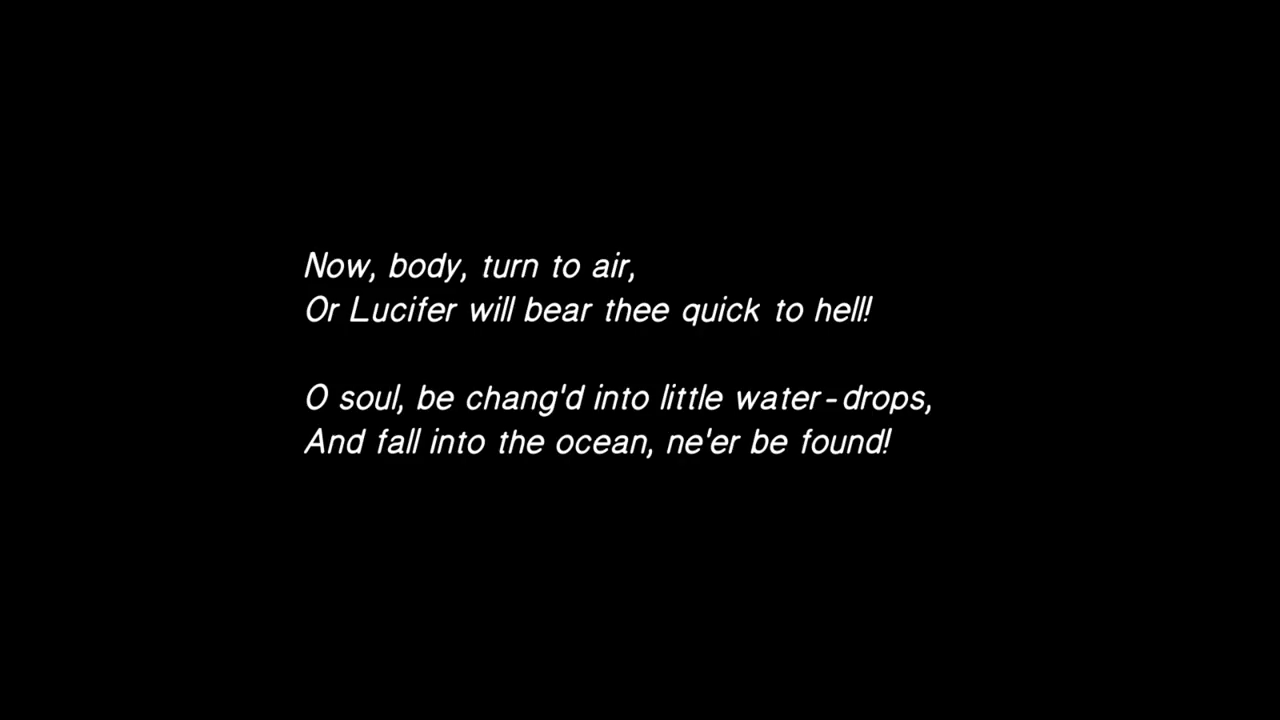 Now, body, turn to air,
Or Lucifer will bear thee quick to hell!
O soul, be chang'd into little water-drops,
And fall into the ocean, ne'er be found!